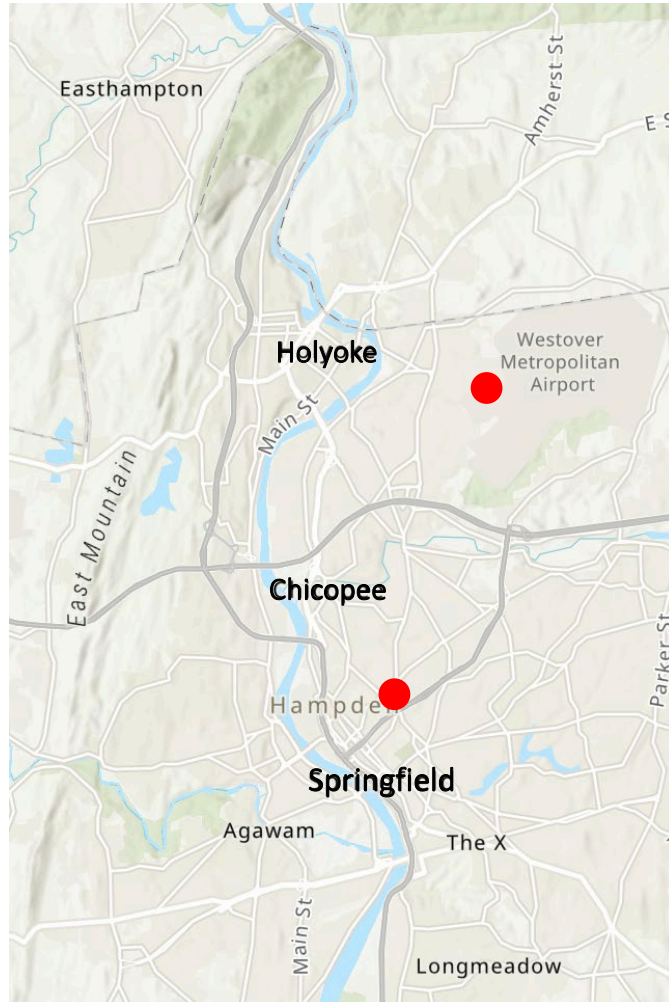 Easthampton
Amherst St
E S
Westover
Metropolitan
Airport
Holyoke
Main St
East Mountain
Chicopee
Parker St
Hampden
Springfield
Agawam
The X
Main St
Longmeadow